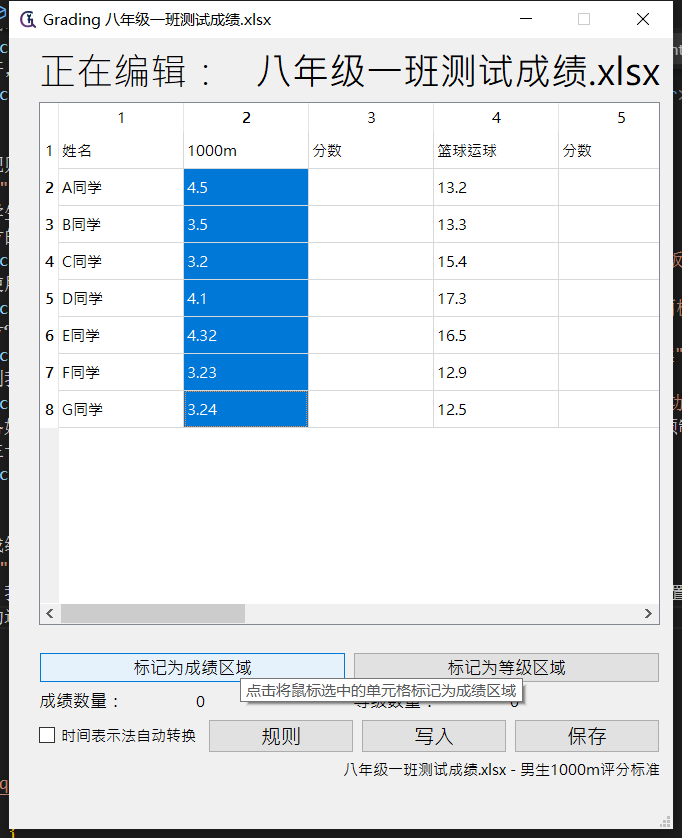 Grading 八年级一班测试成绩.xlsx
正在编辑： 八年级一班测试成绩.xlsx
1 2 3 4 5
1 姓名 1000m 分数 篮球运球 分数
2 A同学 4.5 13.2
3 B同学 3.5 13.3
4 C同学 3.2 15.4
5 D同学 4.1 17.3
6 E同学 4.32 16.5
7 F同学 3.23 12.9
8 G同学 3.24 12.5
标记为成绩区域 标记为等级区域
点击将鼠标选中的单元格标记为成绩区域
成绩数量： 0
时间表示法自动转换 规则 写入 保存
八年级一班测试成绩.xlsx - 男生1000m评分标准